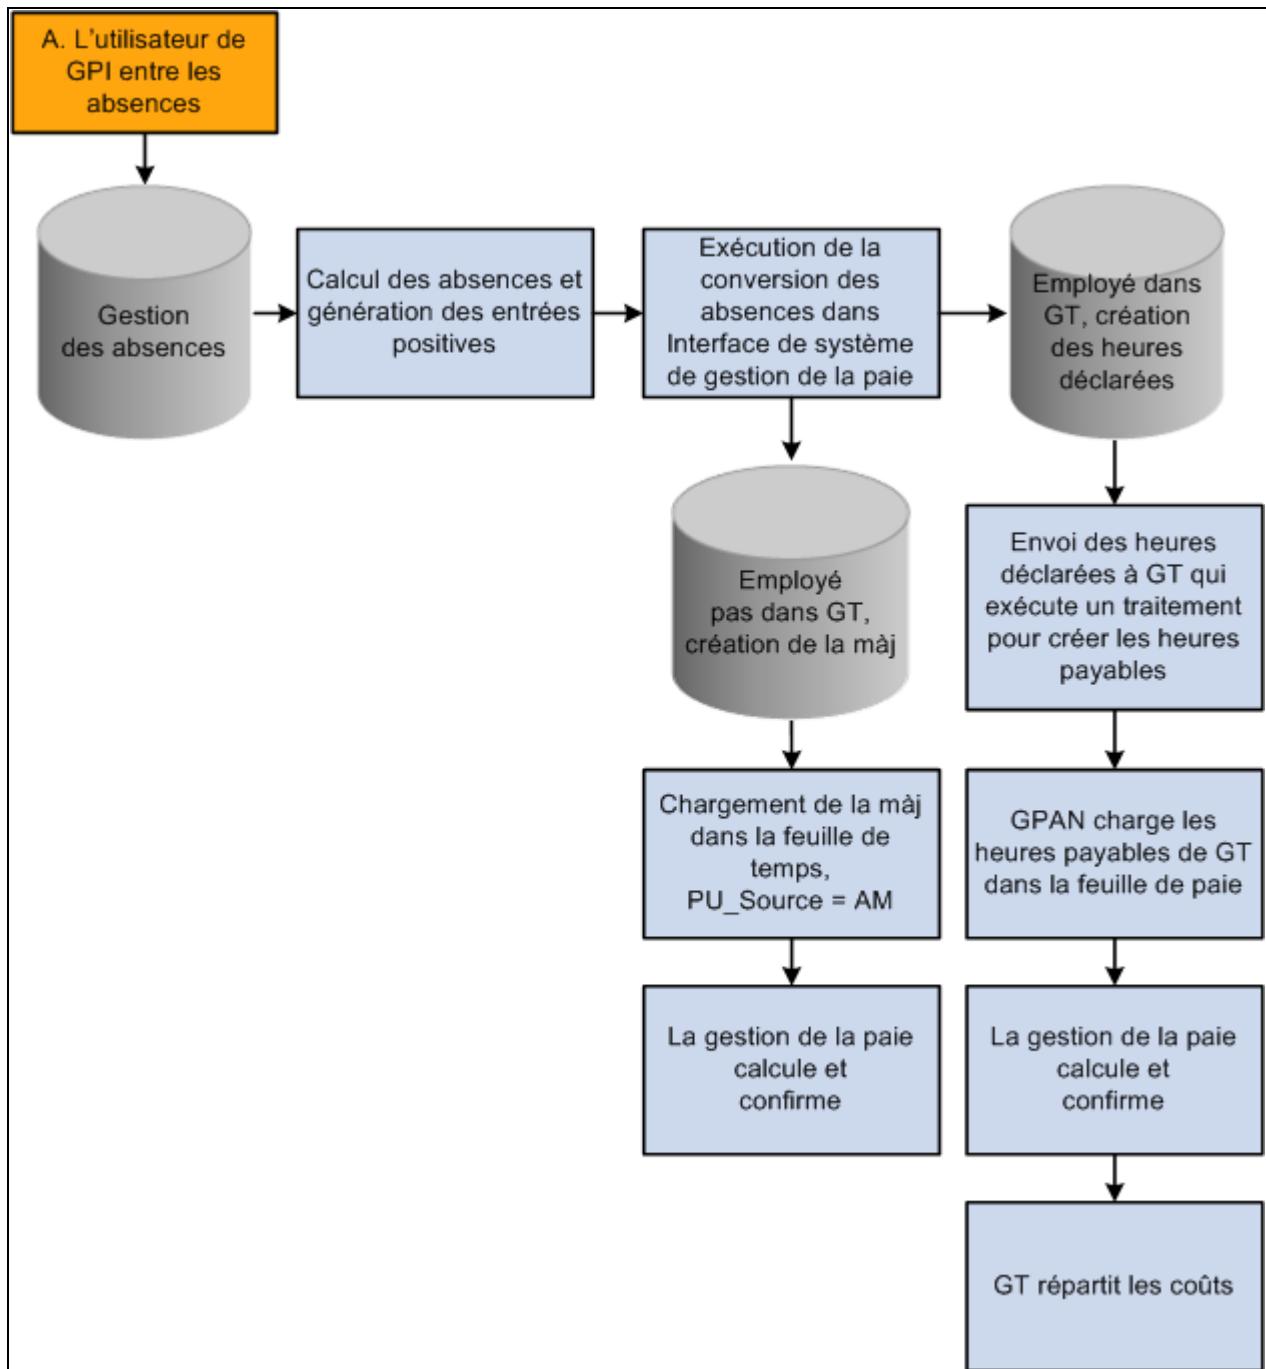 A. L'utilisateur de
GPI entre les
absences
Gestion
des absences
Calcul des absences et
génération des entrées
positives
Exécution de la
conversion des
absences dans
Interface de système
de gestion de la paie
Employé dans
GT, création
des heures
déclarées
Employé
pas dans GT,
création de la màj
Chargement de la màj
dans la feuille de
temps,
PU_Source = AM
La gestion de la paie
calcule et
confirme
Envoi des heures
déclarées à GT qui
exécute un traitement
pour créer les heures
payables
GPAN charge les
heures payables de GT
dans la feuille de paie
La gestion de la paie
calcule et
confirme
GT répartit les coûts